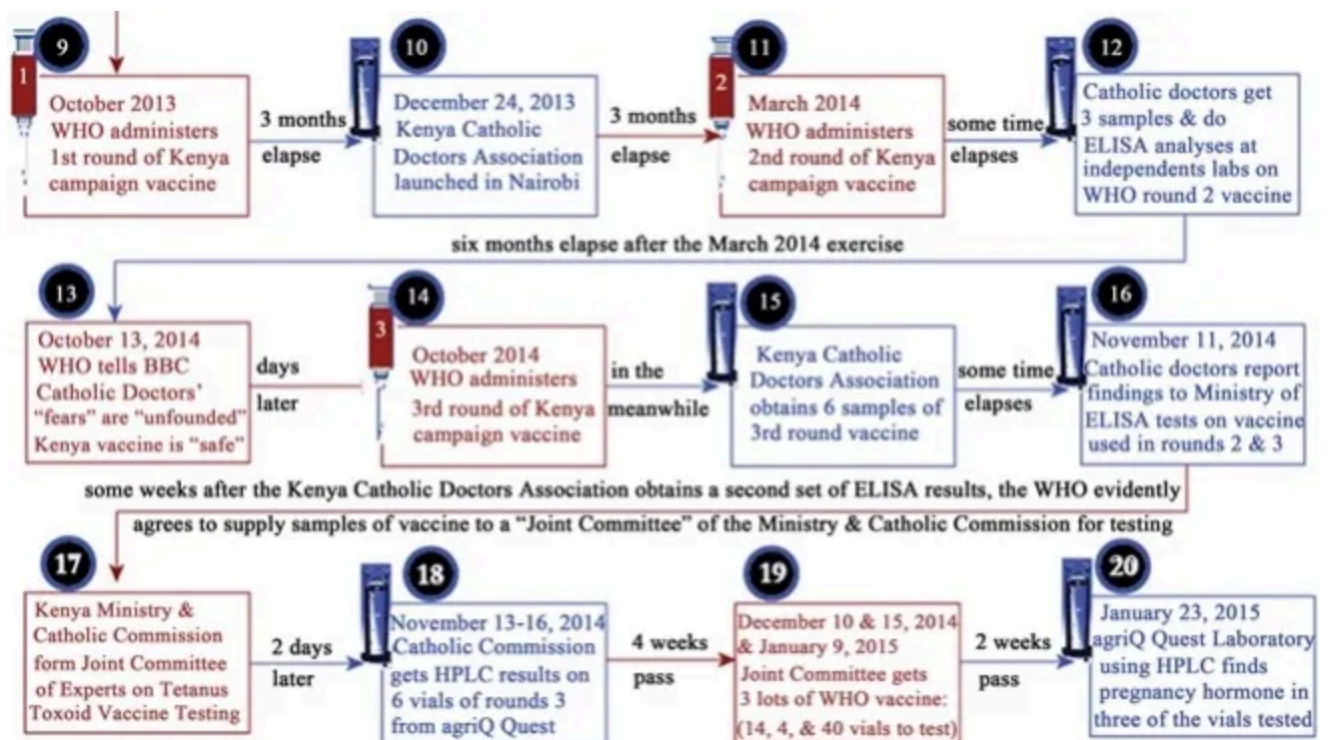 9
1
October 2013
WHO administers
1st round of Kenya
campaign vaccine
3 months
elapse
10
December 24, 2013
Kenya Catholic
Doctors Association
launched in Nairobi
3 months
elapse
11
2
March 2014
WHO administers
2nd round of Kenya
campaign vaccine
some time
elapses
12
Catholic doctors get
3 samples & do
ELISA analyses at
independents labs on
WHO round 2 vaccine
six months elapse after the March 2014 exercise
13
October 13, 2014
WHO tells BBC
Catholic Doctors'
"fears" are "unfounded"
Kenya vaccine is "safe"
days
later
14
3
October 2014
WHO administers
3rd round of Kenya
campaign vaccine
in the
meanwhile
15
Kenya Catholic
Doctors Association
obtains 6 samples of
3rd round vaccine
some time
elapses
16
November 11, 2014
Catholic doctors report
findings to Ministry of
ELISA tests on vaccine
used in rounds 2 & 3
some weeks after the Kenya Catholic Doctors Association obtains a second set of ELISA results, the WHO evidently
agrees to supply samples of vaccine to a "Joint Committee" of the Ministry & Catholic Commission for testing
17
Kenya Ministry &
Catholic Commission
form Joint Committee
of Experts on Tetanus
Toxoid Vaccine Testing
2 days
later
18
November 13-16, 2014
Catholic Commission
gets HPLC results on
6 vials of rounds 3
from agriQ Quest
4 weeks
pass
19
December 10 & 15, 2014
& January 9, 2015
Joint Committee gets
3 lots of WHO vaccine:
(14, 4, & 40 vials to test)
2 weeks
pass
20
January 23, 2015
agriQ Quest Laboratory
using HPLC finds
pregnancy hormone in
three of the vials tested